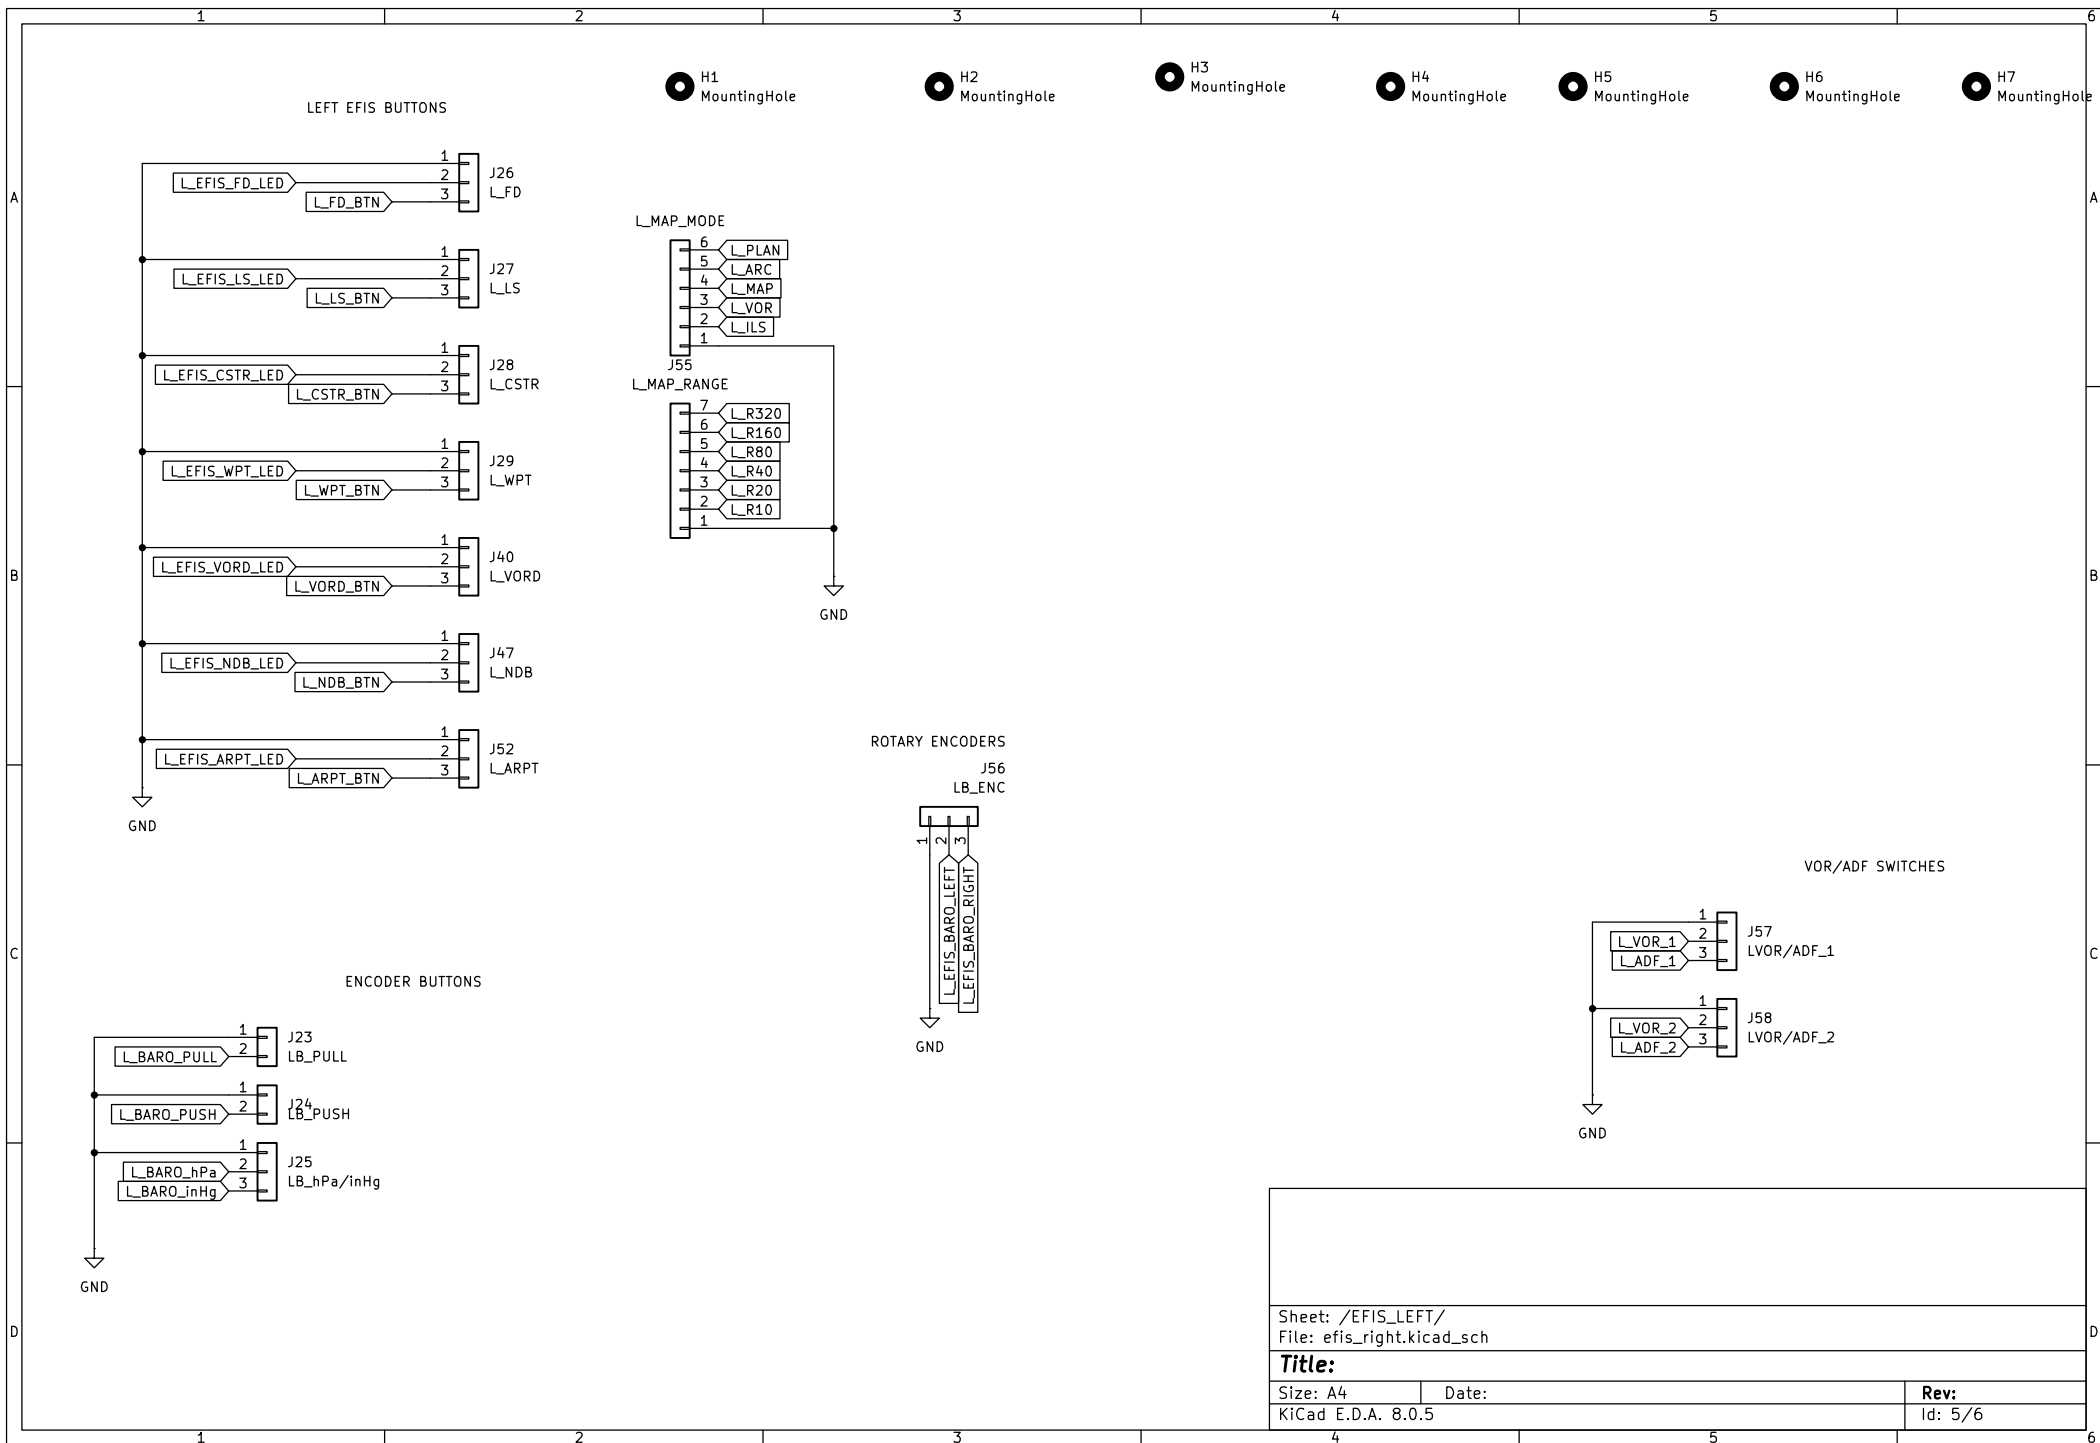 1 2 3 4 5 6
H1
MountingHole
H2
MountingHole
H3
MountingHole
H4
MountingHole
H5
MountingHole
H6
MountingHole
H7
MountingHole
LEFT EFIS BUTTONS
A
A
1
L_EFIS_FD_LED 2
L_FD_BTN 3
J26
L_FD
1
L_EFIS_LS_LED 2
L_LS_BTN 3
J27
L_LS
1
L_EFIS_CSTR_LED 2
L_CSTR_BTN 3
J28
L_CSTR
1
L_EFIS_WPT_LED 2
L_WPT_BTN 3
J29
L_WPT
1
L_EFIS_VORD_LED 2
L_VORD_BTN 3
J40
L_VORD
1
L_EFIS_NDB_LED 2
L_NDB_BTN 3
J47
L_NDB
1
L_EFIS_ARPT_LED 2
L_ARPT_BTN 3
J52
L_ARPT
GND
L_MAP_MODE
6 L_PLAN
5 L_ARC
4 L_MAP
3 L_VOR
2 L_ILS
1
J55
L_MAP_RANGE
7 L_R320
6 L_R160
5 L_R80
4 L_R40
3 L_R20
2 L_R10
1
GND
B
B
ROTARY ENCODERS
J56
LB_ENC
1
2
3
L_EFIS_BARO_LEFT
L_EFIS_BARO_RIGHT
GND
VOR/ADF SWITCHES
1
L_VOR_1 2
L_ADF_1 3
J57
LVOR/ADF_1
1
L_VOR_2 2
L_ADF_2 3
J58
LVOR/ADF_2
GND
C
C
ENCODER BUTTONS
1
L_BARO_PULL 2
J23
LB_PULL
1
L_BARO_PUSH 2
J24
LB_PUSH
1
L_BARO_hPa 2
L_BARO_inHg 3
J25
LB_hPa/inHg
GND
D
D
Sheet: /EFIS_LEFT/
File: efis_right.kicad_sch
Title:
Size: A4 Date: Rev:
KiCad E.D.A. 8.0.5 Id: 5/6
1 2 3 4 5 6